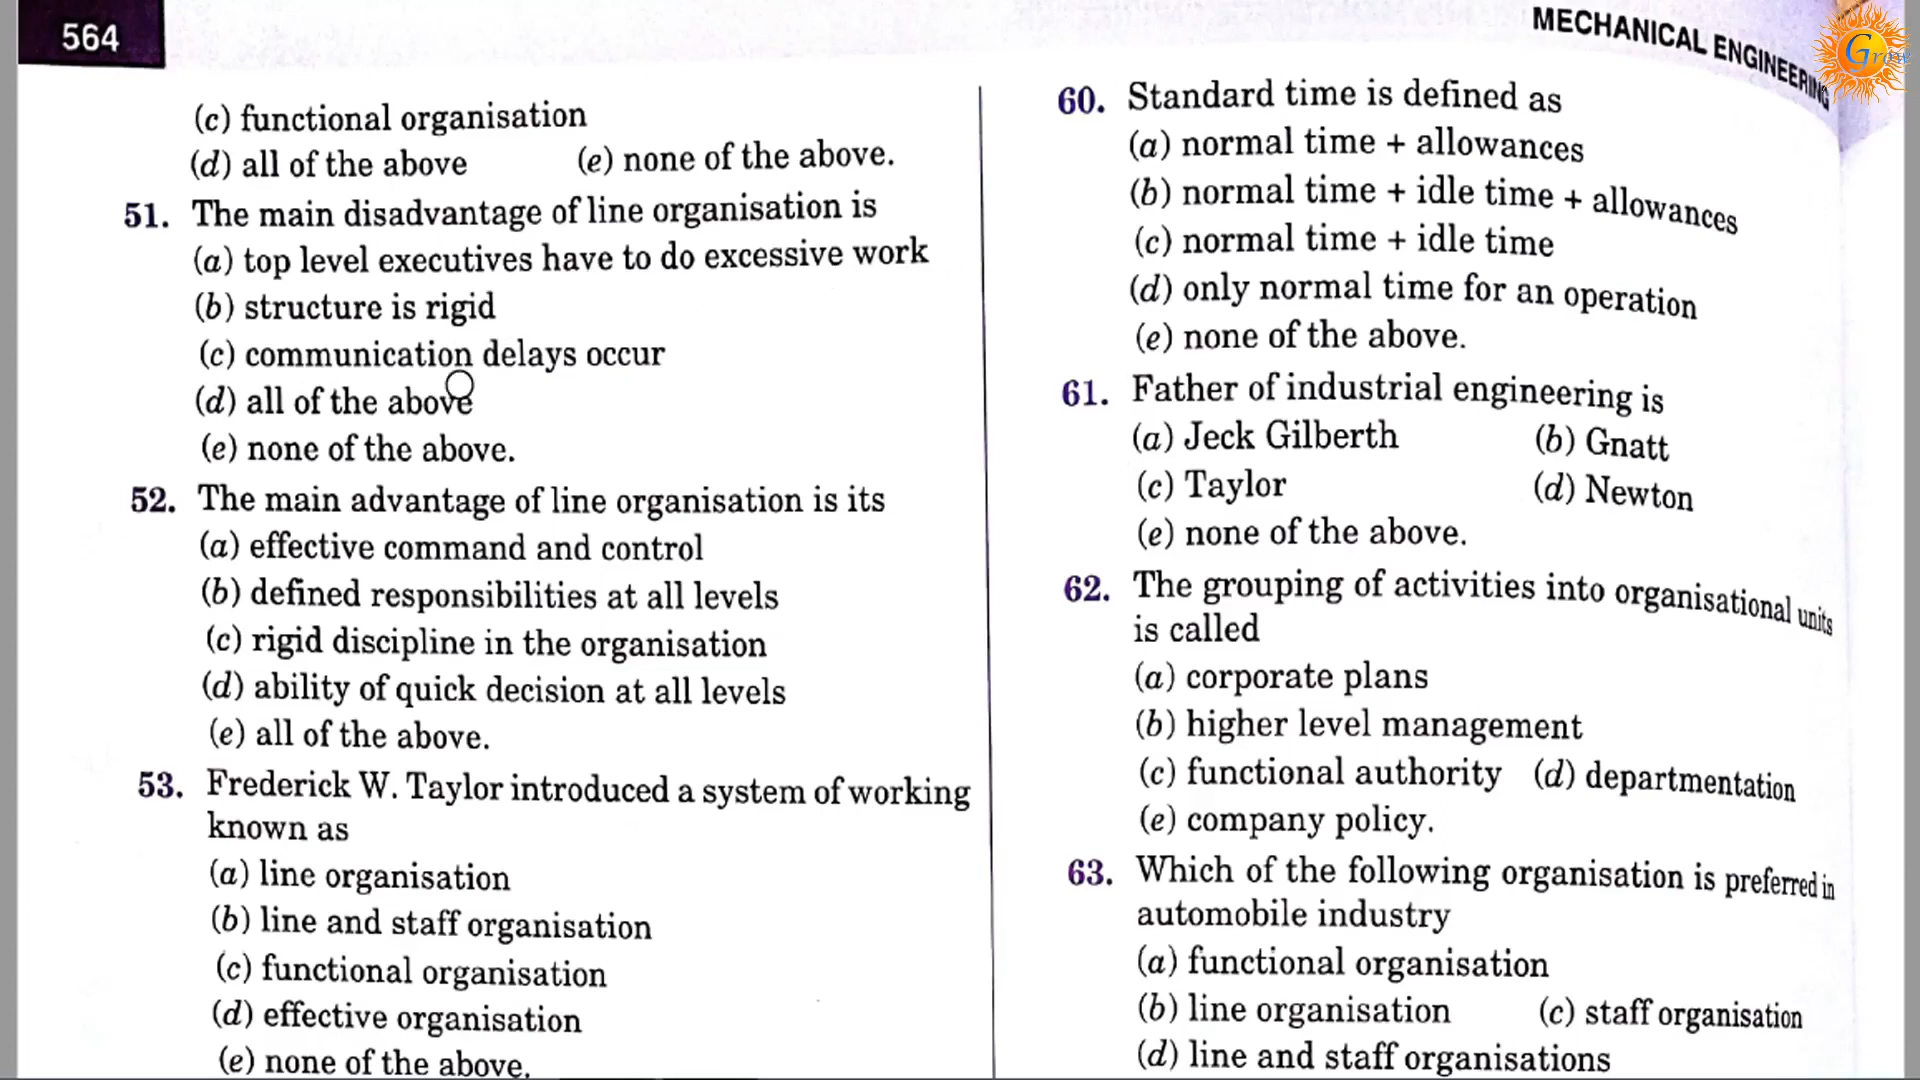 564
MECHANICAL ENGINEERING
Grow
(c) functional organisation
(d) all of the above (e) none of the above.
51. The main disadvantage of line organisation is
(a) top level executives have to do excessive work
(b) structure is rigid
(c) communication delays occur
(d) all of the above
(e) none of the above.
52. The main advantage of line organisation is its
(a) effective command and control
(b) defined responsibilities at all levels
(c) rigid discipline in the organisation
(d) ability of quick decision at all levels
(e) all of the above.
53. Frederick W. Taylor introduced a system of working
known as
(a) line organisation
(b) line and staff organisation
(c) functional organisation
(d) effective organisation
(e) none of the above.
60. Standard time is defined as
(a) normal time + allowances
(b) normal time + idle time + allowances
(c) normal time + idle time
(d) only normal time for an operation
(e) none of the above.
61. Father of industrial engineering is
(a) Jeck Gilberth (b) Gnatt
(c) Taylor (d) Newton
(e) none of the above.
62. The grouping of activities into organisational units
is called
(a) corporate plans
(b) higher level management
(c) functional authority (d) departmentation
(e) company policy.
63. Which of the following organisation is preferred in
automobile industry
(a) functional organisation
(b) line organisation (c) staff organisation
(d) line and staff organisations